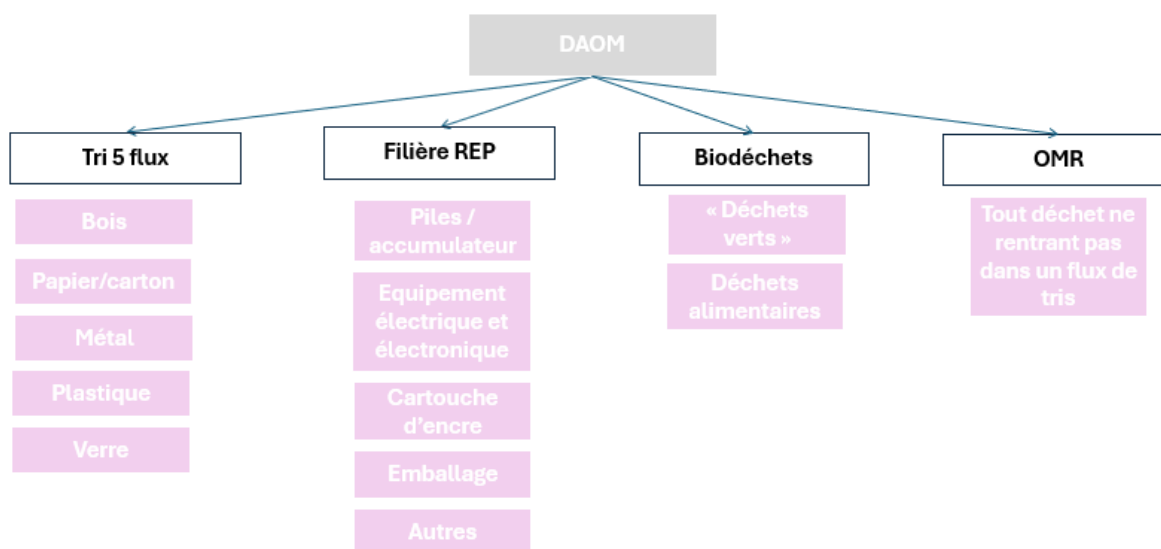 DAOM
Tri 5 flux
Bois
Papier/carton
Métal
Plastique
Verre
Filière REP
Piles /
accumulateur
Equipement
électrique et
électronique
Cartouche
d'encre
Emballage
Autres
Biodéchets
« Déchets
verts »
Déchets
alimentaires
OMR
Tout déchet ne
rentrant pas
dans un flux de
tris